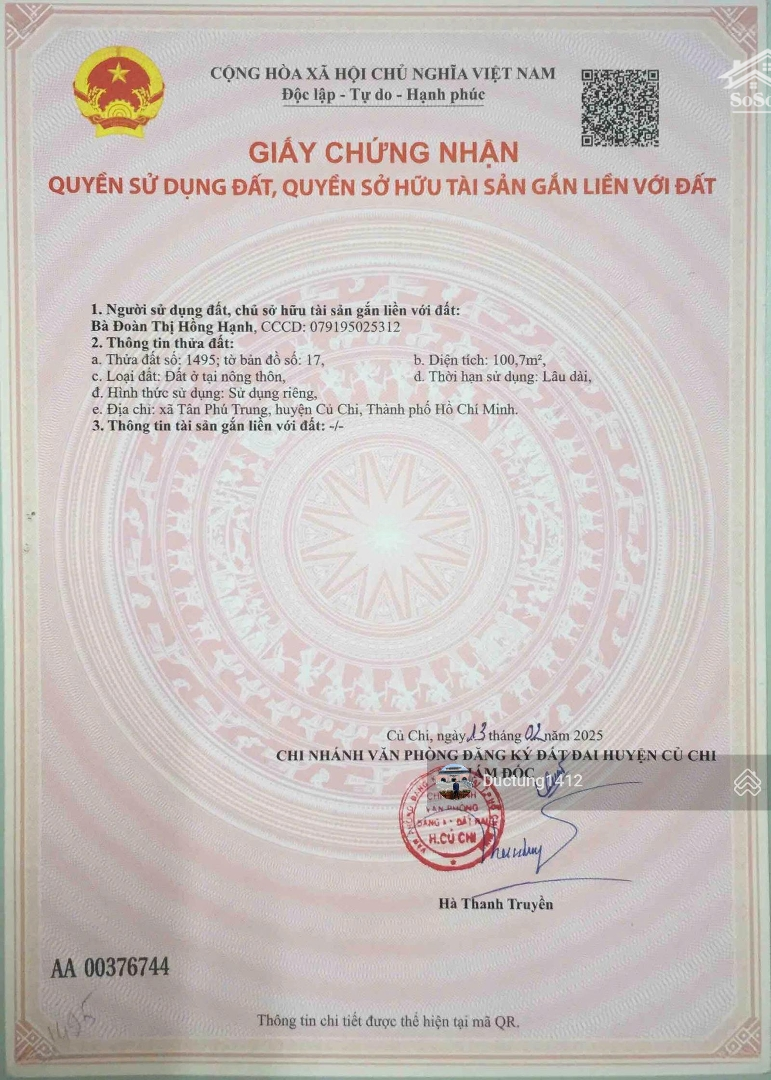 CỘNG HÒA XÃ HỘI CHỦ NGHĨA VIỆT NAM
Độc lập - Tự do - Hạnh phúc
SoSo
GIẤY CHỨNG NHẬN
QUYỀN SỬ DỤNG ĐẤT, QUYỀN SỞ HỮU TÀI SẢN GẮN LIỀN VỚI ĐẤT
1. Người sử dụng đất, chủ sở hữu tài sản gắn liền với đất:
Bà Đoàn Thị Hồng Hạnh, CCCD: 079195025312
2. Thông tin thửa đất:
a. Thửa đất số: 1495; tờ bản đồ số: 17, b. Diện tích: 100,7m²,
c. Loại đất: Đất ở tại nông thôn, d. Thời hạn sử dụng: Lâu dài,
đ. Hình thức sử dụng: Sử dụng riêng,
e. Địa chỉ: xã Tân Phú Trung, huyện Củ Chi, Thành phố Hồ Chí Minh.
3. Thông tin tài sản gắn liền với đất: -/-
Củ Chi, ngày 13 tháng 02 năm 2025
CHI NHÁNH VĂN PHÒNG ĐĂNG KÝ ĐẤT ĐAI HUYỆN CỦ CHI
ĐỐC
Ductung1412
VĂN PHÒNG
H.CỦ CHI
Hà Thanh Truyền
AA 00376744
1495
Thông tin chi tiết được thể hiện tại mã QR.